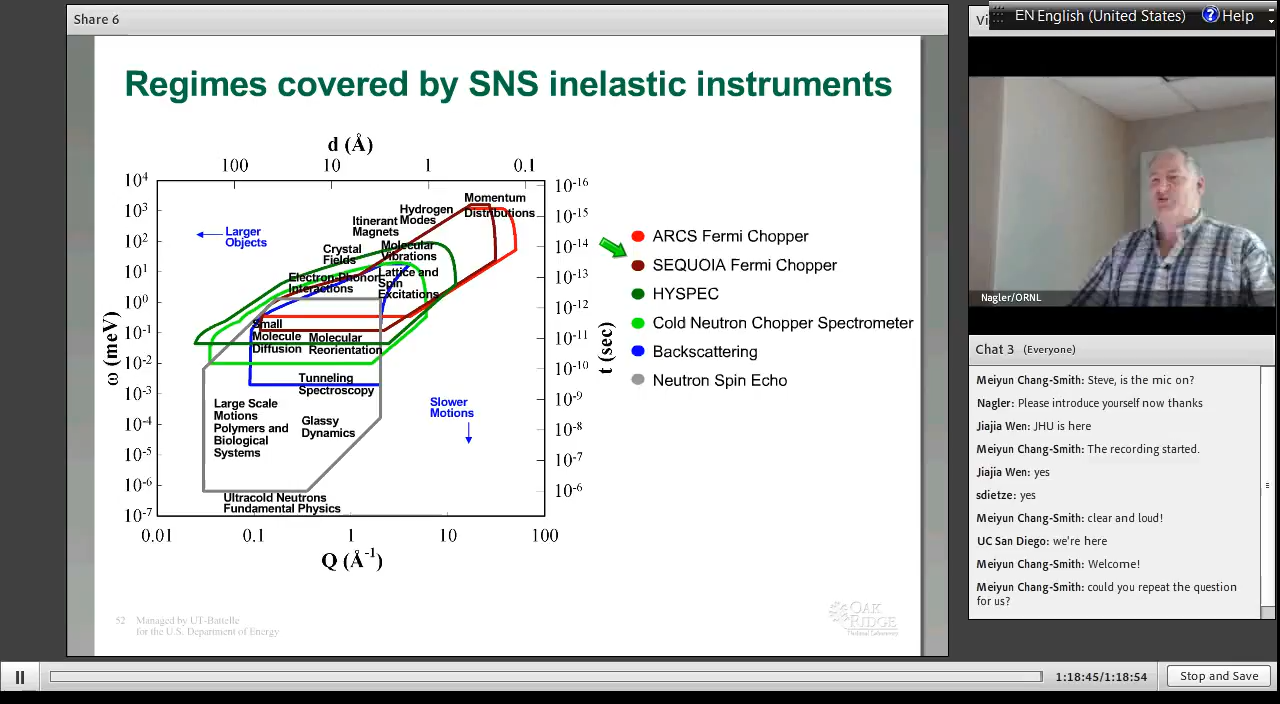 Share 6
Regimes covered by SNS inelastic instruments
d (Å)
100 10 1 0.1
10⁴
10³
10²
10¹
10⁰
10⁻¹
10⁻²
10⁻³
10⁻⁴
10⁻⁵
10⁻⁶
10⁻⁷
ω (meV)
Larger
Objects
Momentum
Distributions
Hydrogen
Modes
Itinerant
Magnets
Crystal
Fields
Molecular
Vibrations
Electron-Phonon
Interactions
Lattice and
Spin
Excitations
Small
Molecule
Diffusion
Molecular
Reorientation
Tunneling
Spectroscopy
Large Scale
Motions
Polymers and
Biological
Systems
Glassy
Dynamics
Slower
Motions
Ultracold Neutrons
Fundamental Physics
10⁻¹⁶
10⁻¹⁵
10⁻¹⁴
10⁻¹³
10⁻¹²
10⁻¹¹
10⁻¹⁰
10⁻⁹
10⁻⁸
10⁻⁷
10⁻⁶
t (sec)
0.01 0.1 1 10 100
Q (Å⁻¹)
ARCS Fermi Chopper
SEQUOIA Fermi Chopper
HYSPEC
Cold Neutron Chopper Spectrometer
Backscattering
Neutron Spin Echo
52 Managed by UT-Battelle
for the U.S. Department of Energy
OAK
RIDGE
National Laboratory
EN English (United States) ? Help
Nagler/ORNL
Chat 3 (Everyone)
Meiyun Chang-Smith: Steve, is the mic on?
Nagler: Please introduce yourself now thanks
Jiajia Wen: JHU is here
Meiyun Chang-Smith: The recording started.
Jiajia Wen: yes
sdietze: yes
Meiyun Chang-Smith: clear and loud!
UC San Diego: we're here
Meiyun Chang-Smith: Welcome!
Meiyun Chang-Smith: could you repeat the question
for us?
1:18:45/1:18:54
Stop and Save